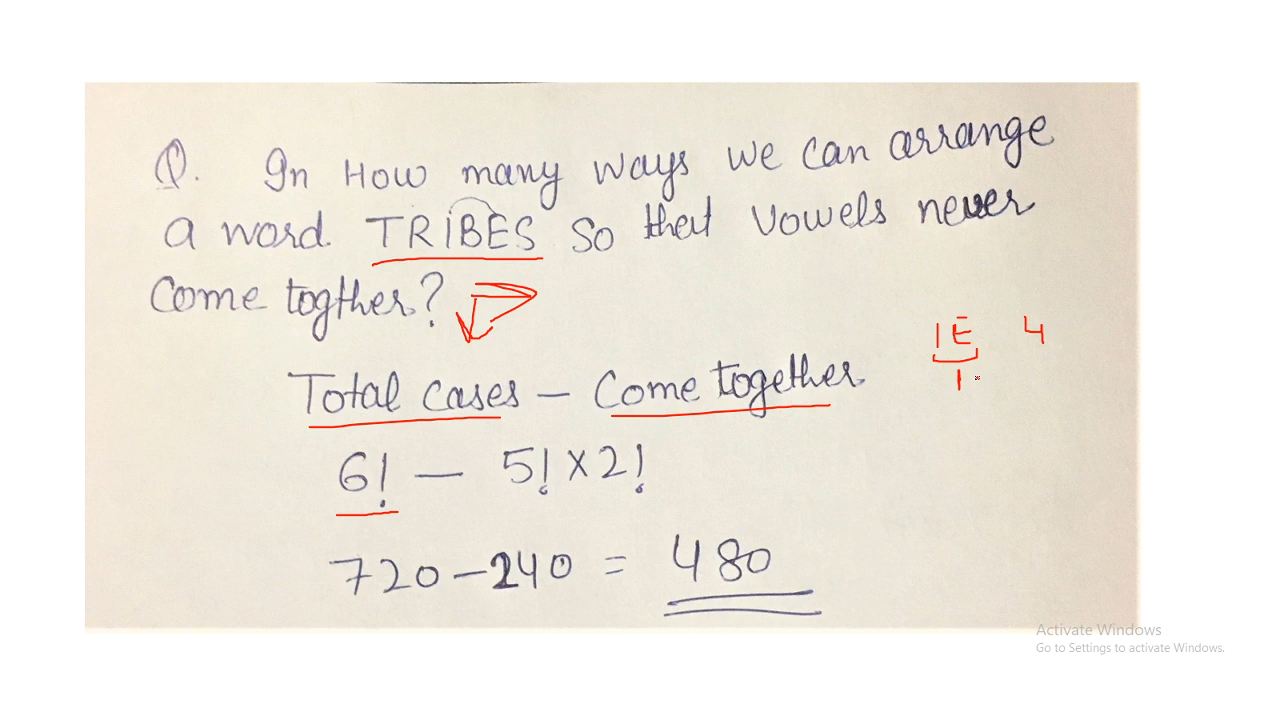 Q. In How many ways we can arrange
a word TRIBES so that vowels never
Come togther?
IE 4
1
Total cases – Come together
6! – 5! × 2!
720 – 240 = 480
Activate Windows
Go to Settings to activate Windows.